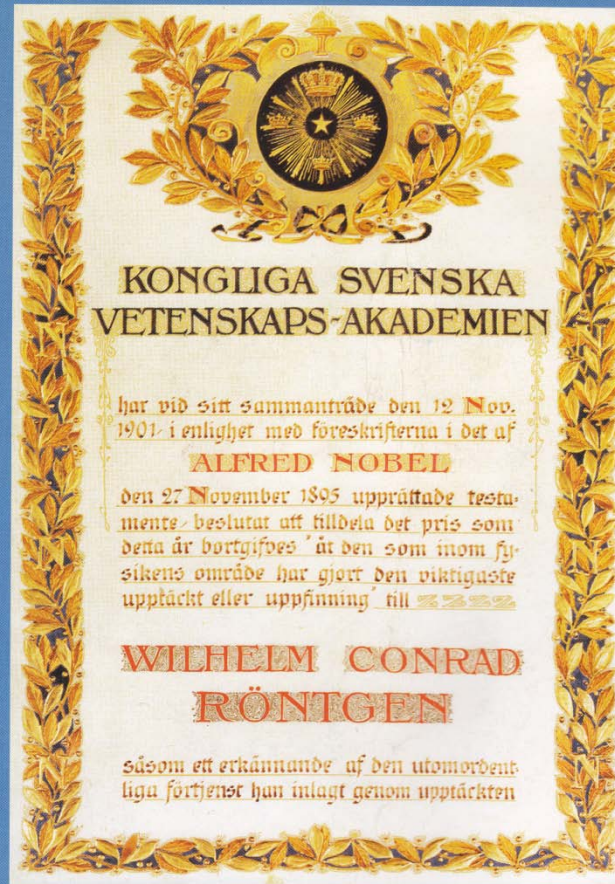 KONGLIGA SVENSKA
VETENSKAPS-AKADEMIEN
har vid sitt sammanträde den 12 Nov.
1901 i enlighet med föreskrifterna i det af
ALFRED NOBEL
den 27 November 1895 upprättade testa-
mente, beslutat att tilldela det pris som
detta år bortgifves "åt den som inom fy-
sikens område har gjort den viktigaste
upptäckt eller uppfinning" till
WILHELM CONRAD
RÖNTGEN
såsom ett erkännande af den utomordent-
liga förtjenst han inlagt genom upptäckten